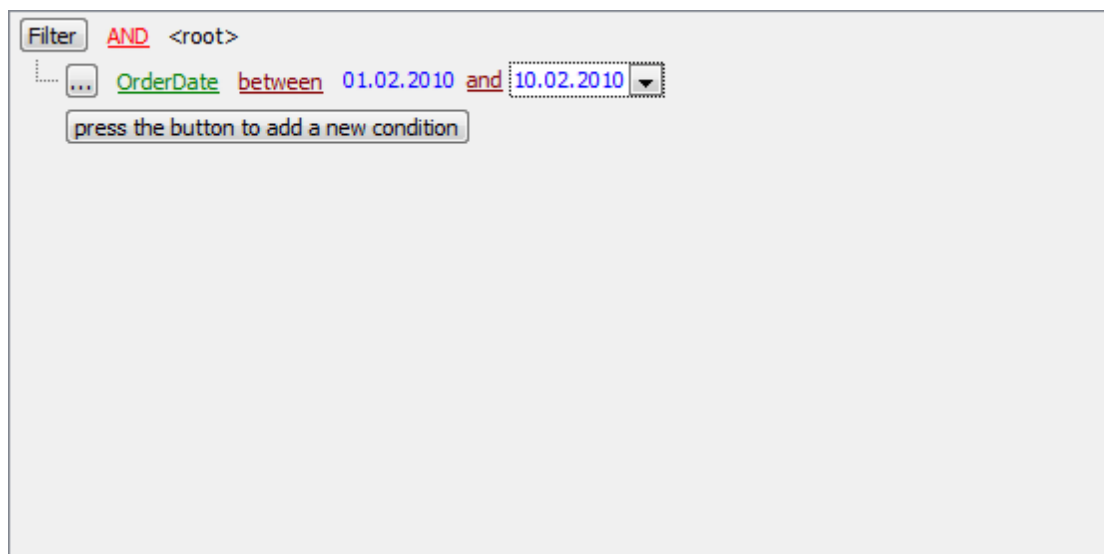 Filter AND <root>
... OrderDate between 01.02.2010 and 10.02.2010
press the button to add a new condition